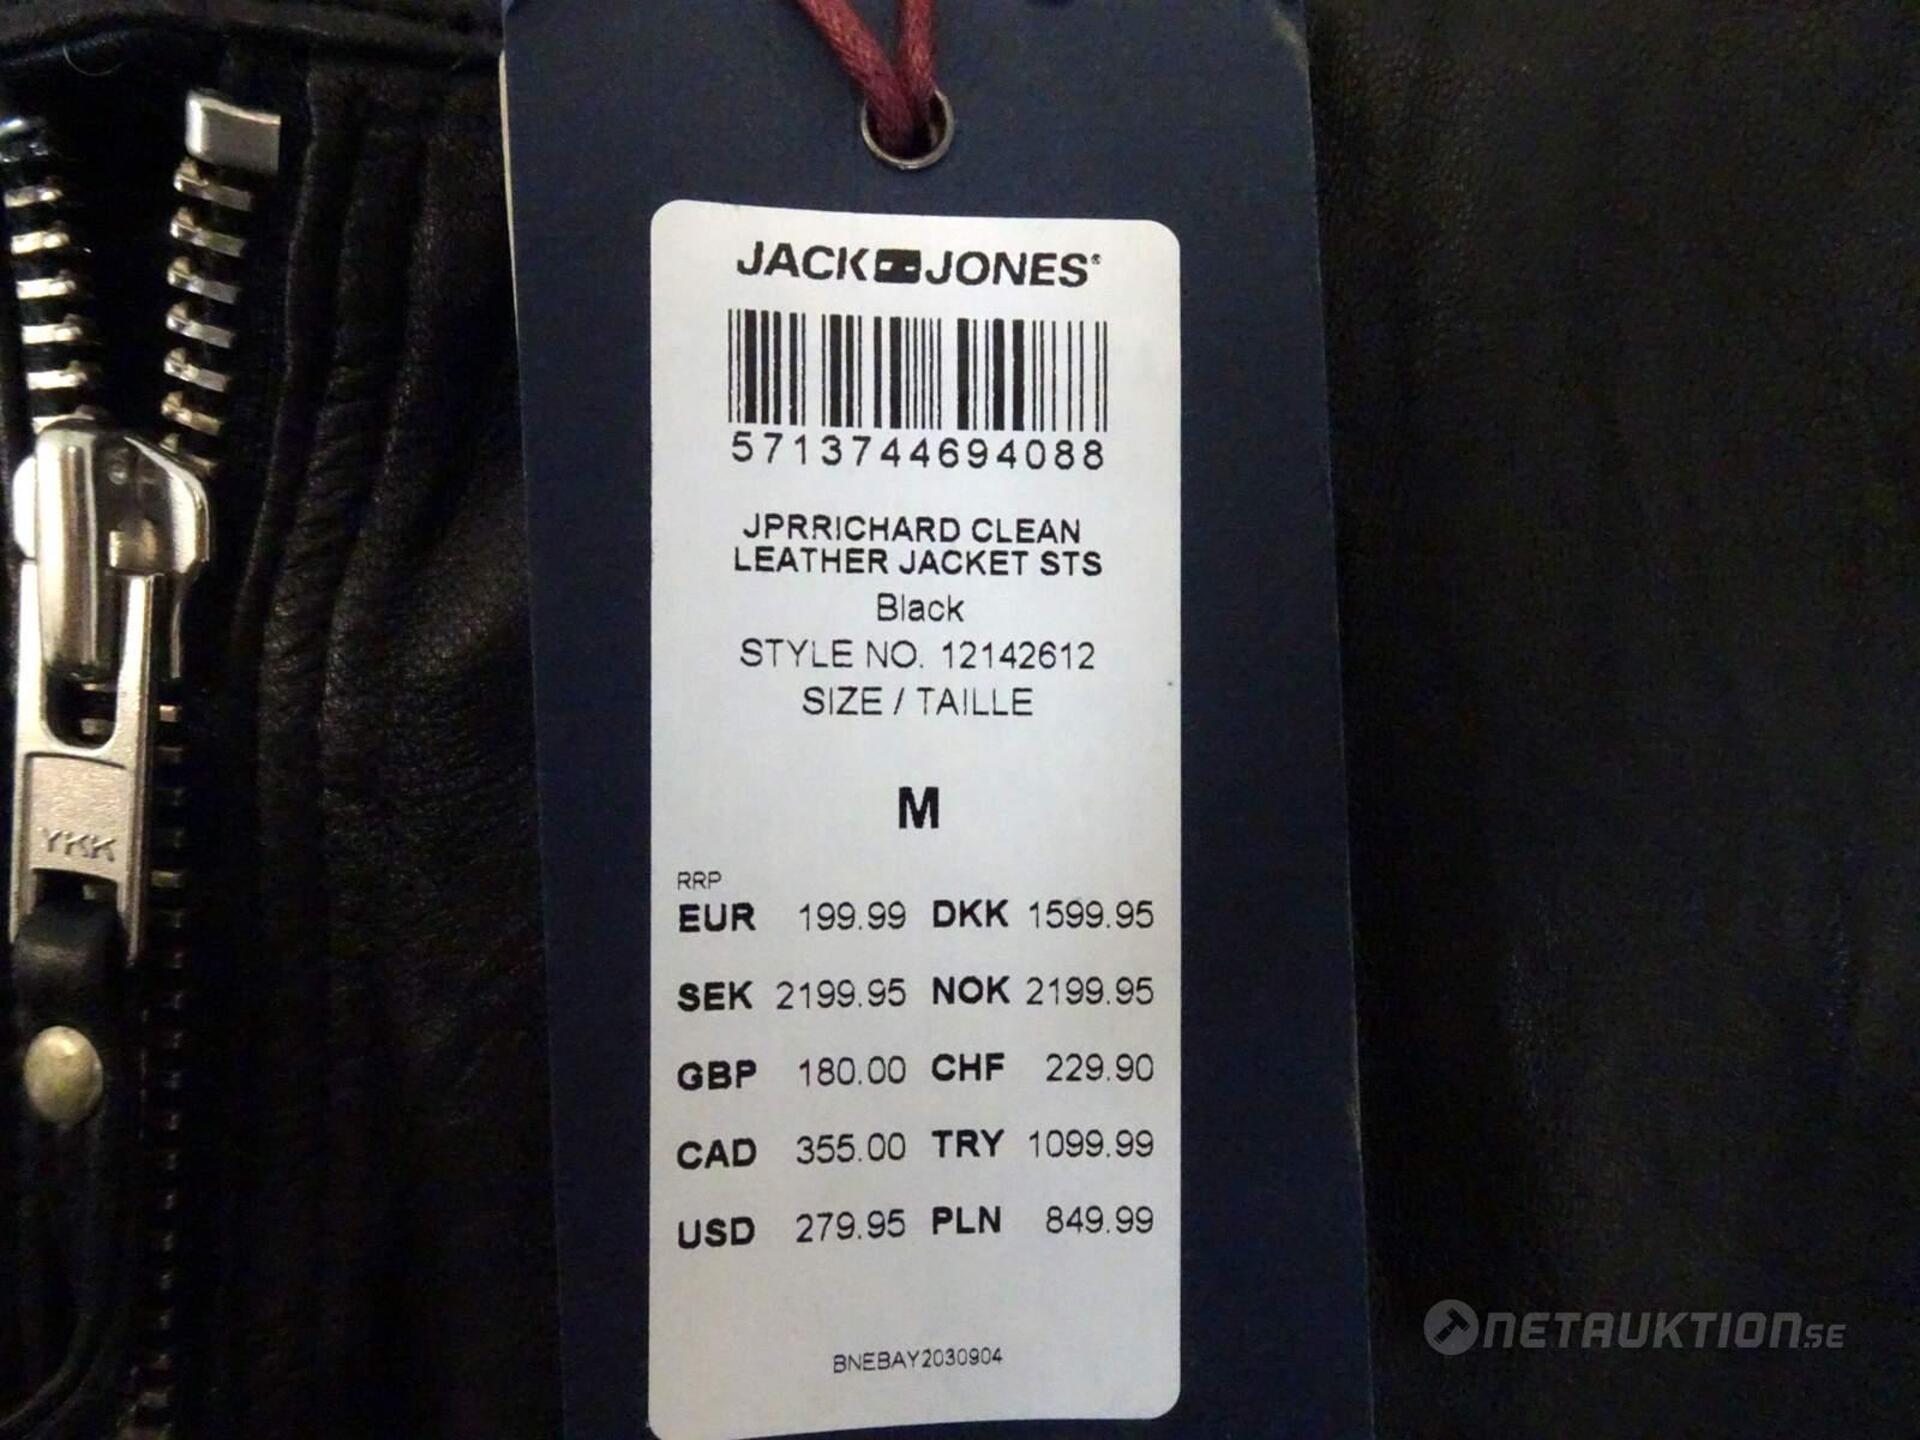 JACK JONES®
5713744694088
JPRRICHARD CLEAN
LEATHER JACKET STS
Black
STYLE NO. 12142612
SIZE / TAILLE
M
RRP
EUR 199.99 DKK 1599.95
SEK 2199.95 NOK 2199.95
GBP 180.00 CHF 229.90
CAD 355.00 TRY 1099.99
USD 279.95 PLN 849.99
BNEBAY2030904
YKK
NETAUKTION.SE